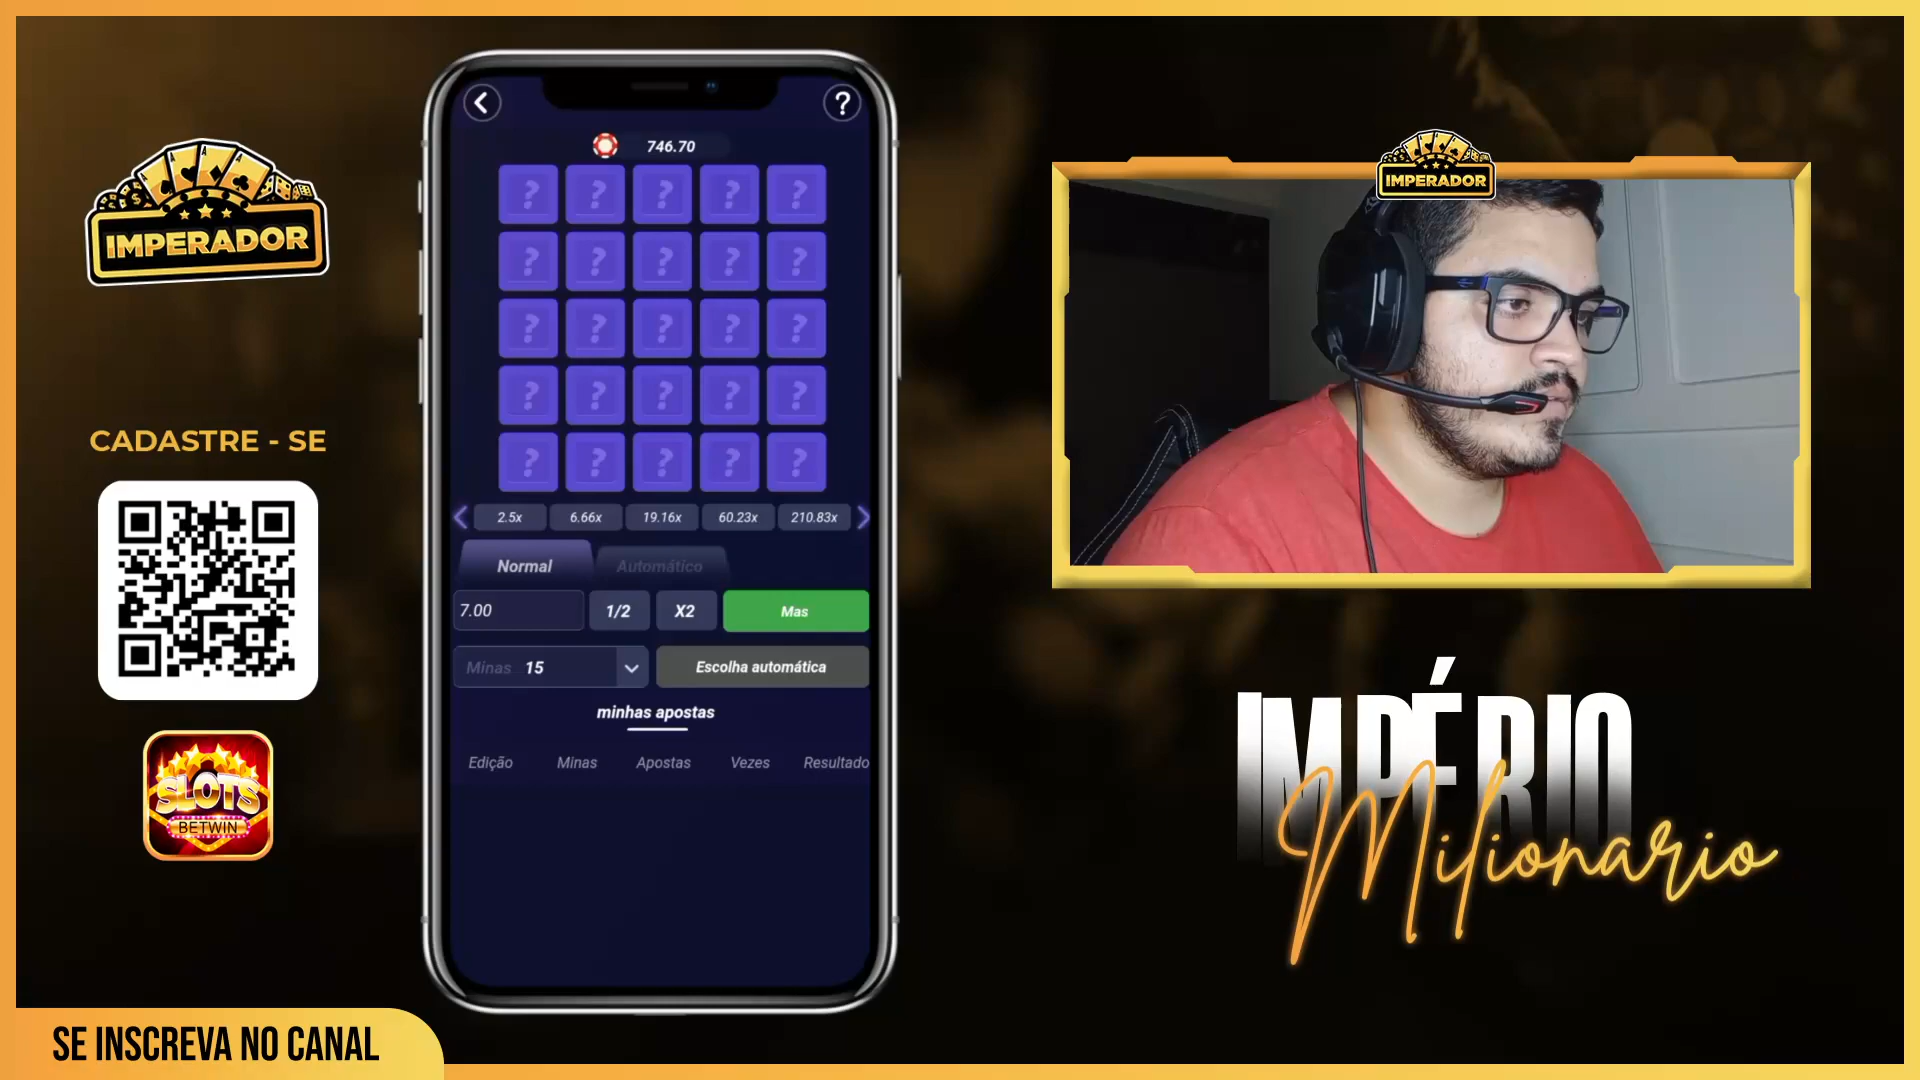 IMPERADOR
CADASTRE - SE
SLOTS
BETWIN
SE INSCREVA NO CANAL
746.70
?
? ? ? ? ?
? ? ? ? ?
? ? ? ? ?
? ? ? ? ?
? ? ? ? ?
2.5x 6.66x 19.16x 60.23x 210.83x
Normal Automático
7.00 1/2 X2 Mas
Minas 15 Escolha automática
minhas apostas
Edição Minas Apostas Vezes Resultado
IMPERADOR
IMPÉRIO
Milionario